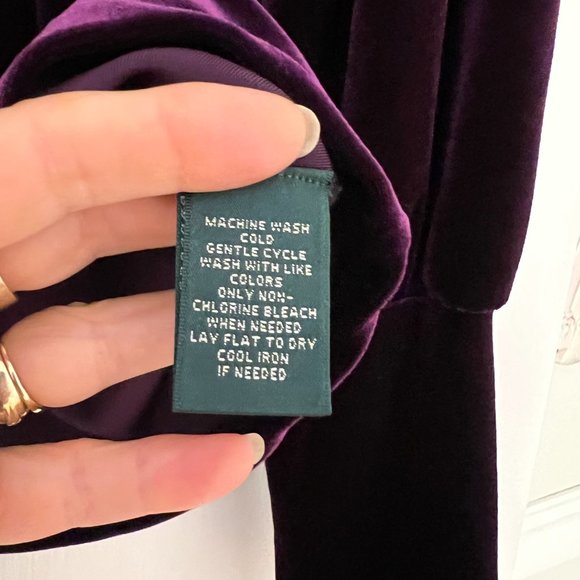 MACHINE WASH
COLD
GENTLE CYCLE
WASH WITH LIKE
COLORS
ONLY NON-
CHLORINE BLEACH
WHEN NEEDED
LAY FLAT TO DRY
COOL IRON
IF NEEDED